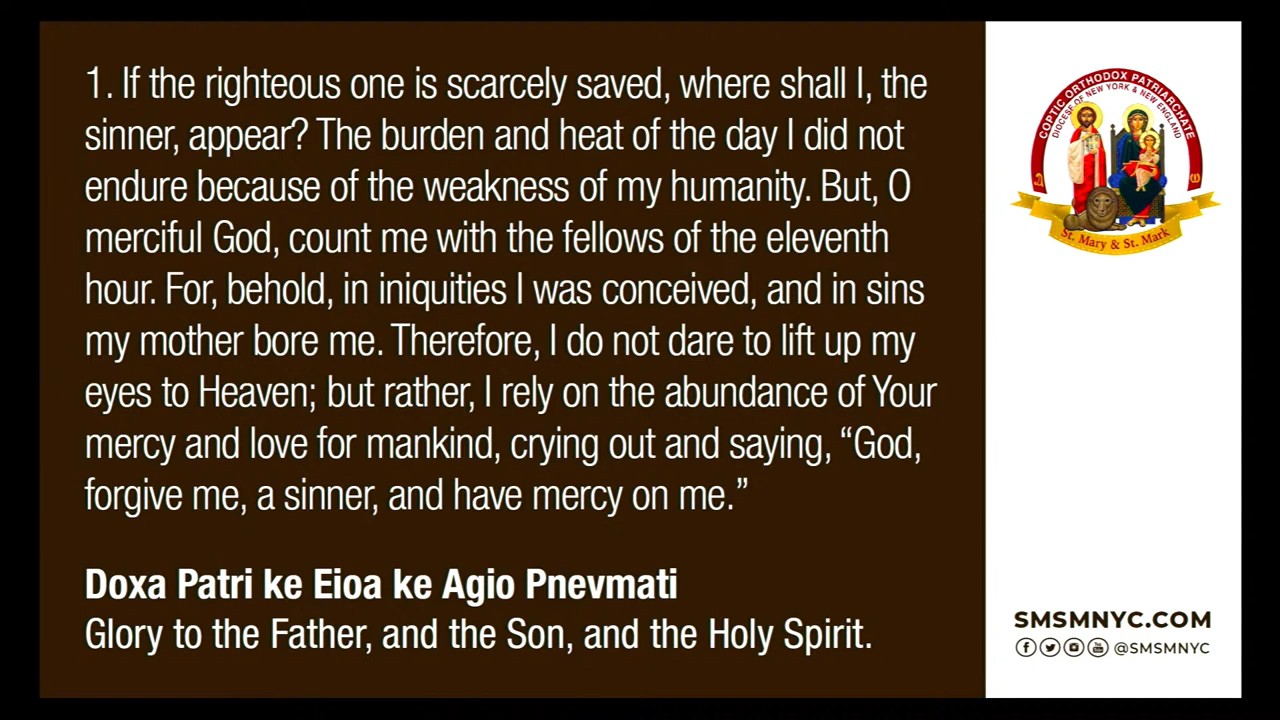 1. If the righteous one is scarcely saved, where shall I, the
sinner, appear? The burden and heat of the day I did not
endure because of the weakness of my humanity. But, O
merciful God, count me with the fellows of the eleventh
hour. For, behold, in iniquities I was conceived, and in sins
my mother bore me. Therefore, I do not dare to lift up my
eyes to Heaven; but rather, I rely on the abundance of Your
mercy and love for mankind, crying out and saying, “God,
forgive me, a sinner, and have mercy on me.”
Doxa Patri ke Eioa ke Agio Pnevmati
Glory to the Father, and the Son, and the Holy Spirit.
COPTIC ORTHODOX PATRIARCHATE
DIOCESE OF NEW YORK & NEW ENGLAND
St. Mary & St. Mark
SMSMNYC.COM
@SMSMNYC